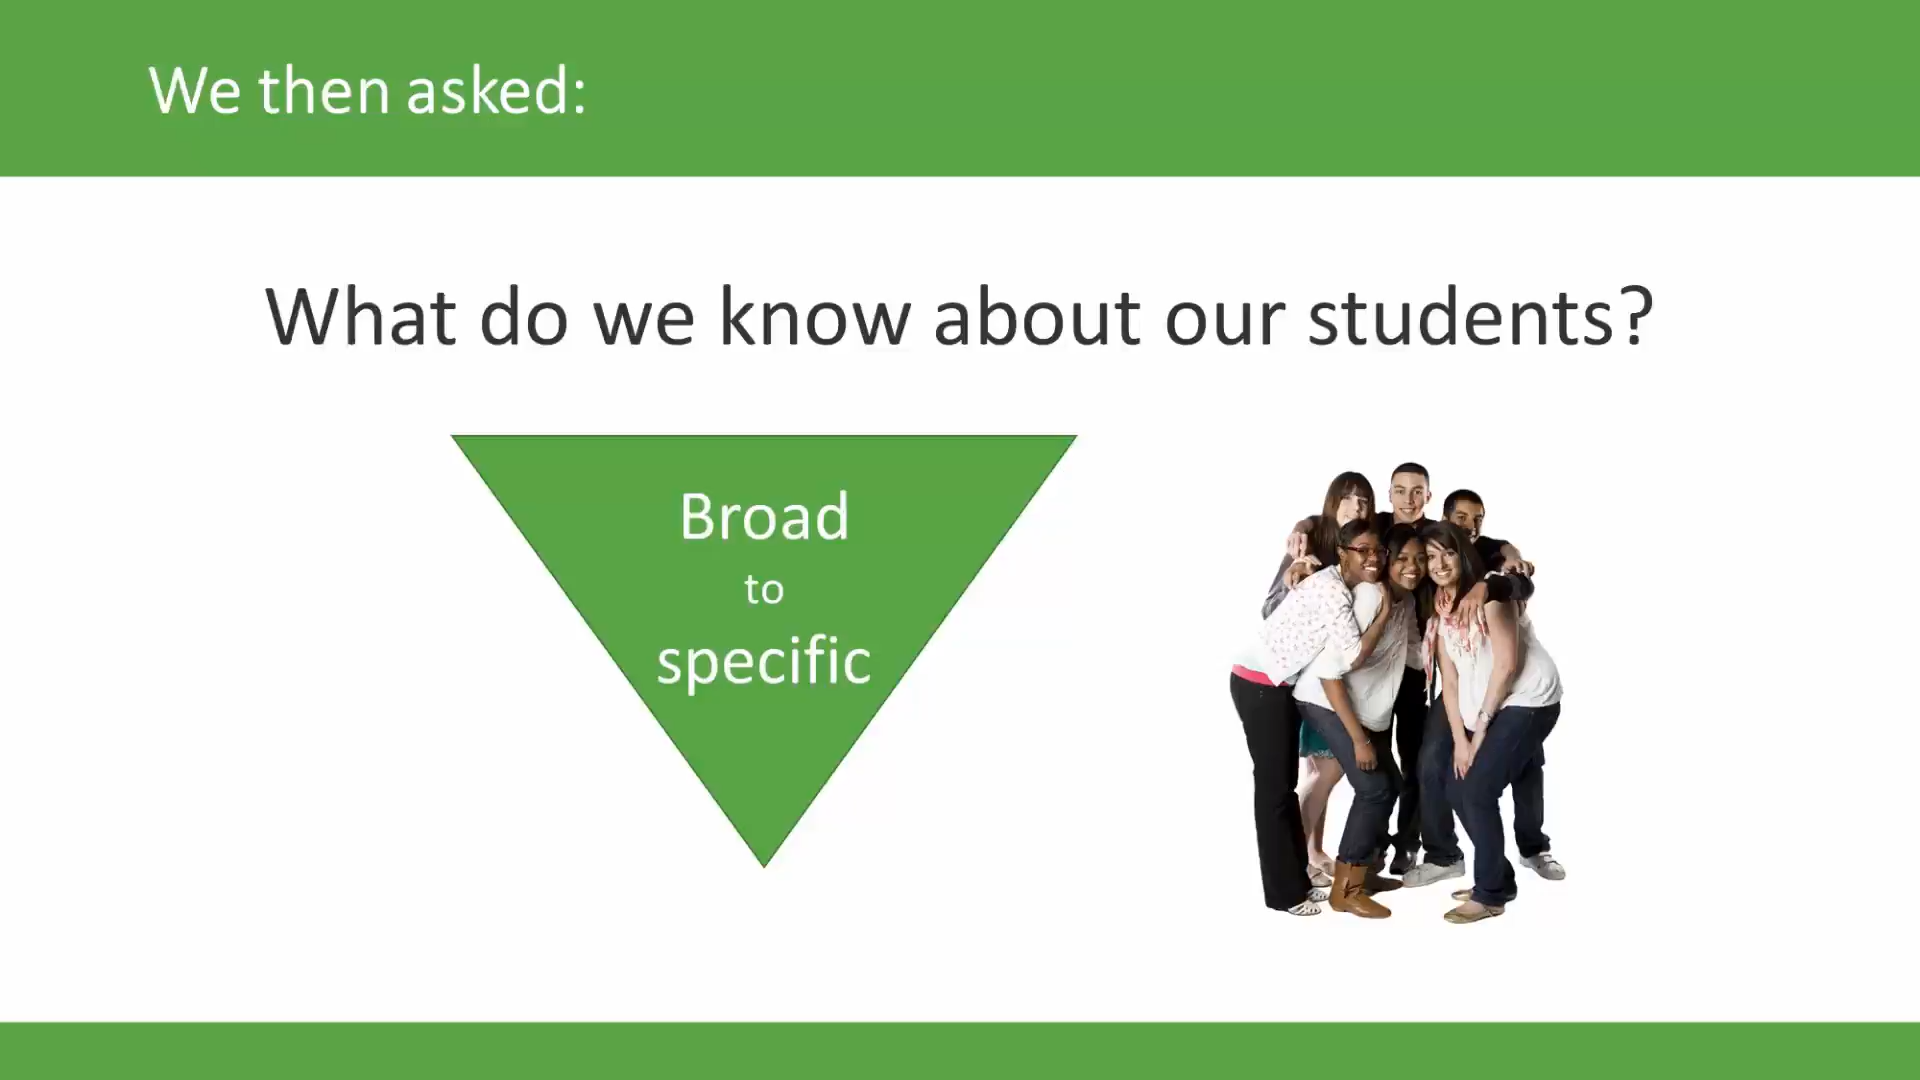 We then asked:
What do we know about our students?
Broad
to
specific